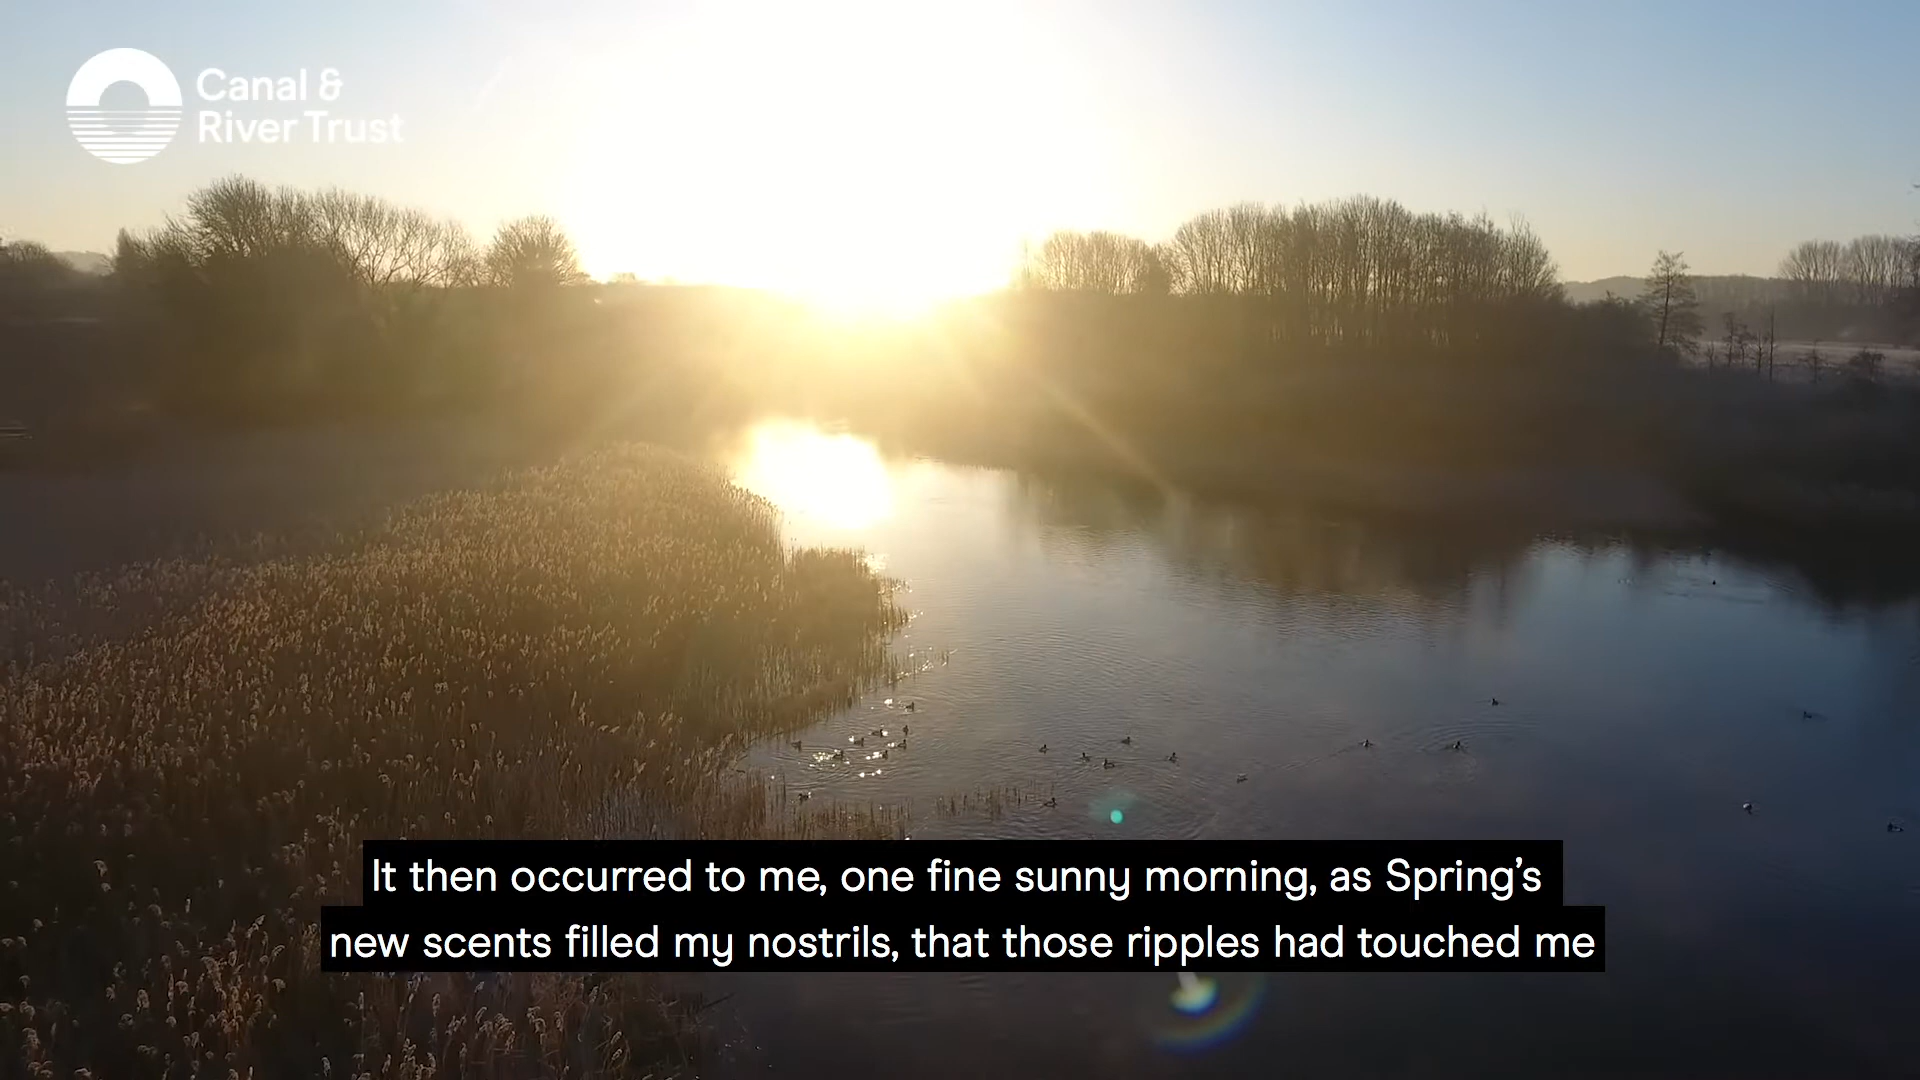 Canal &
River Trust
It then occurred to me, one fine sunny morning, as Spring’s
new scents filled my nostrils, that those ripples had touched me